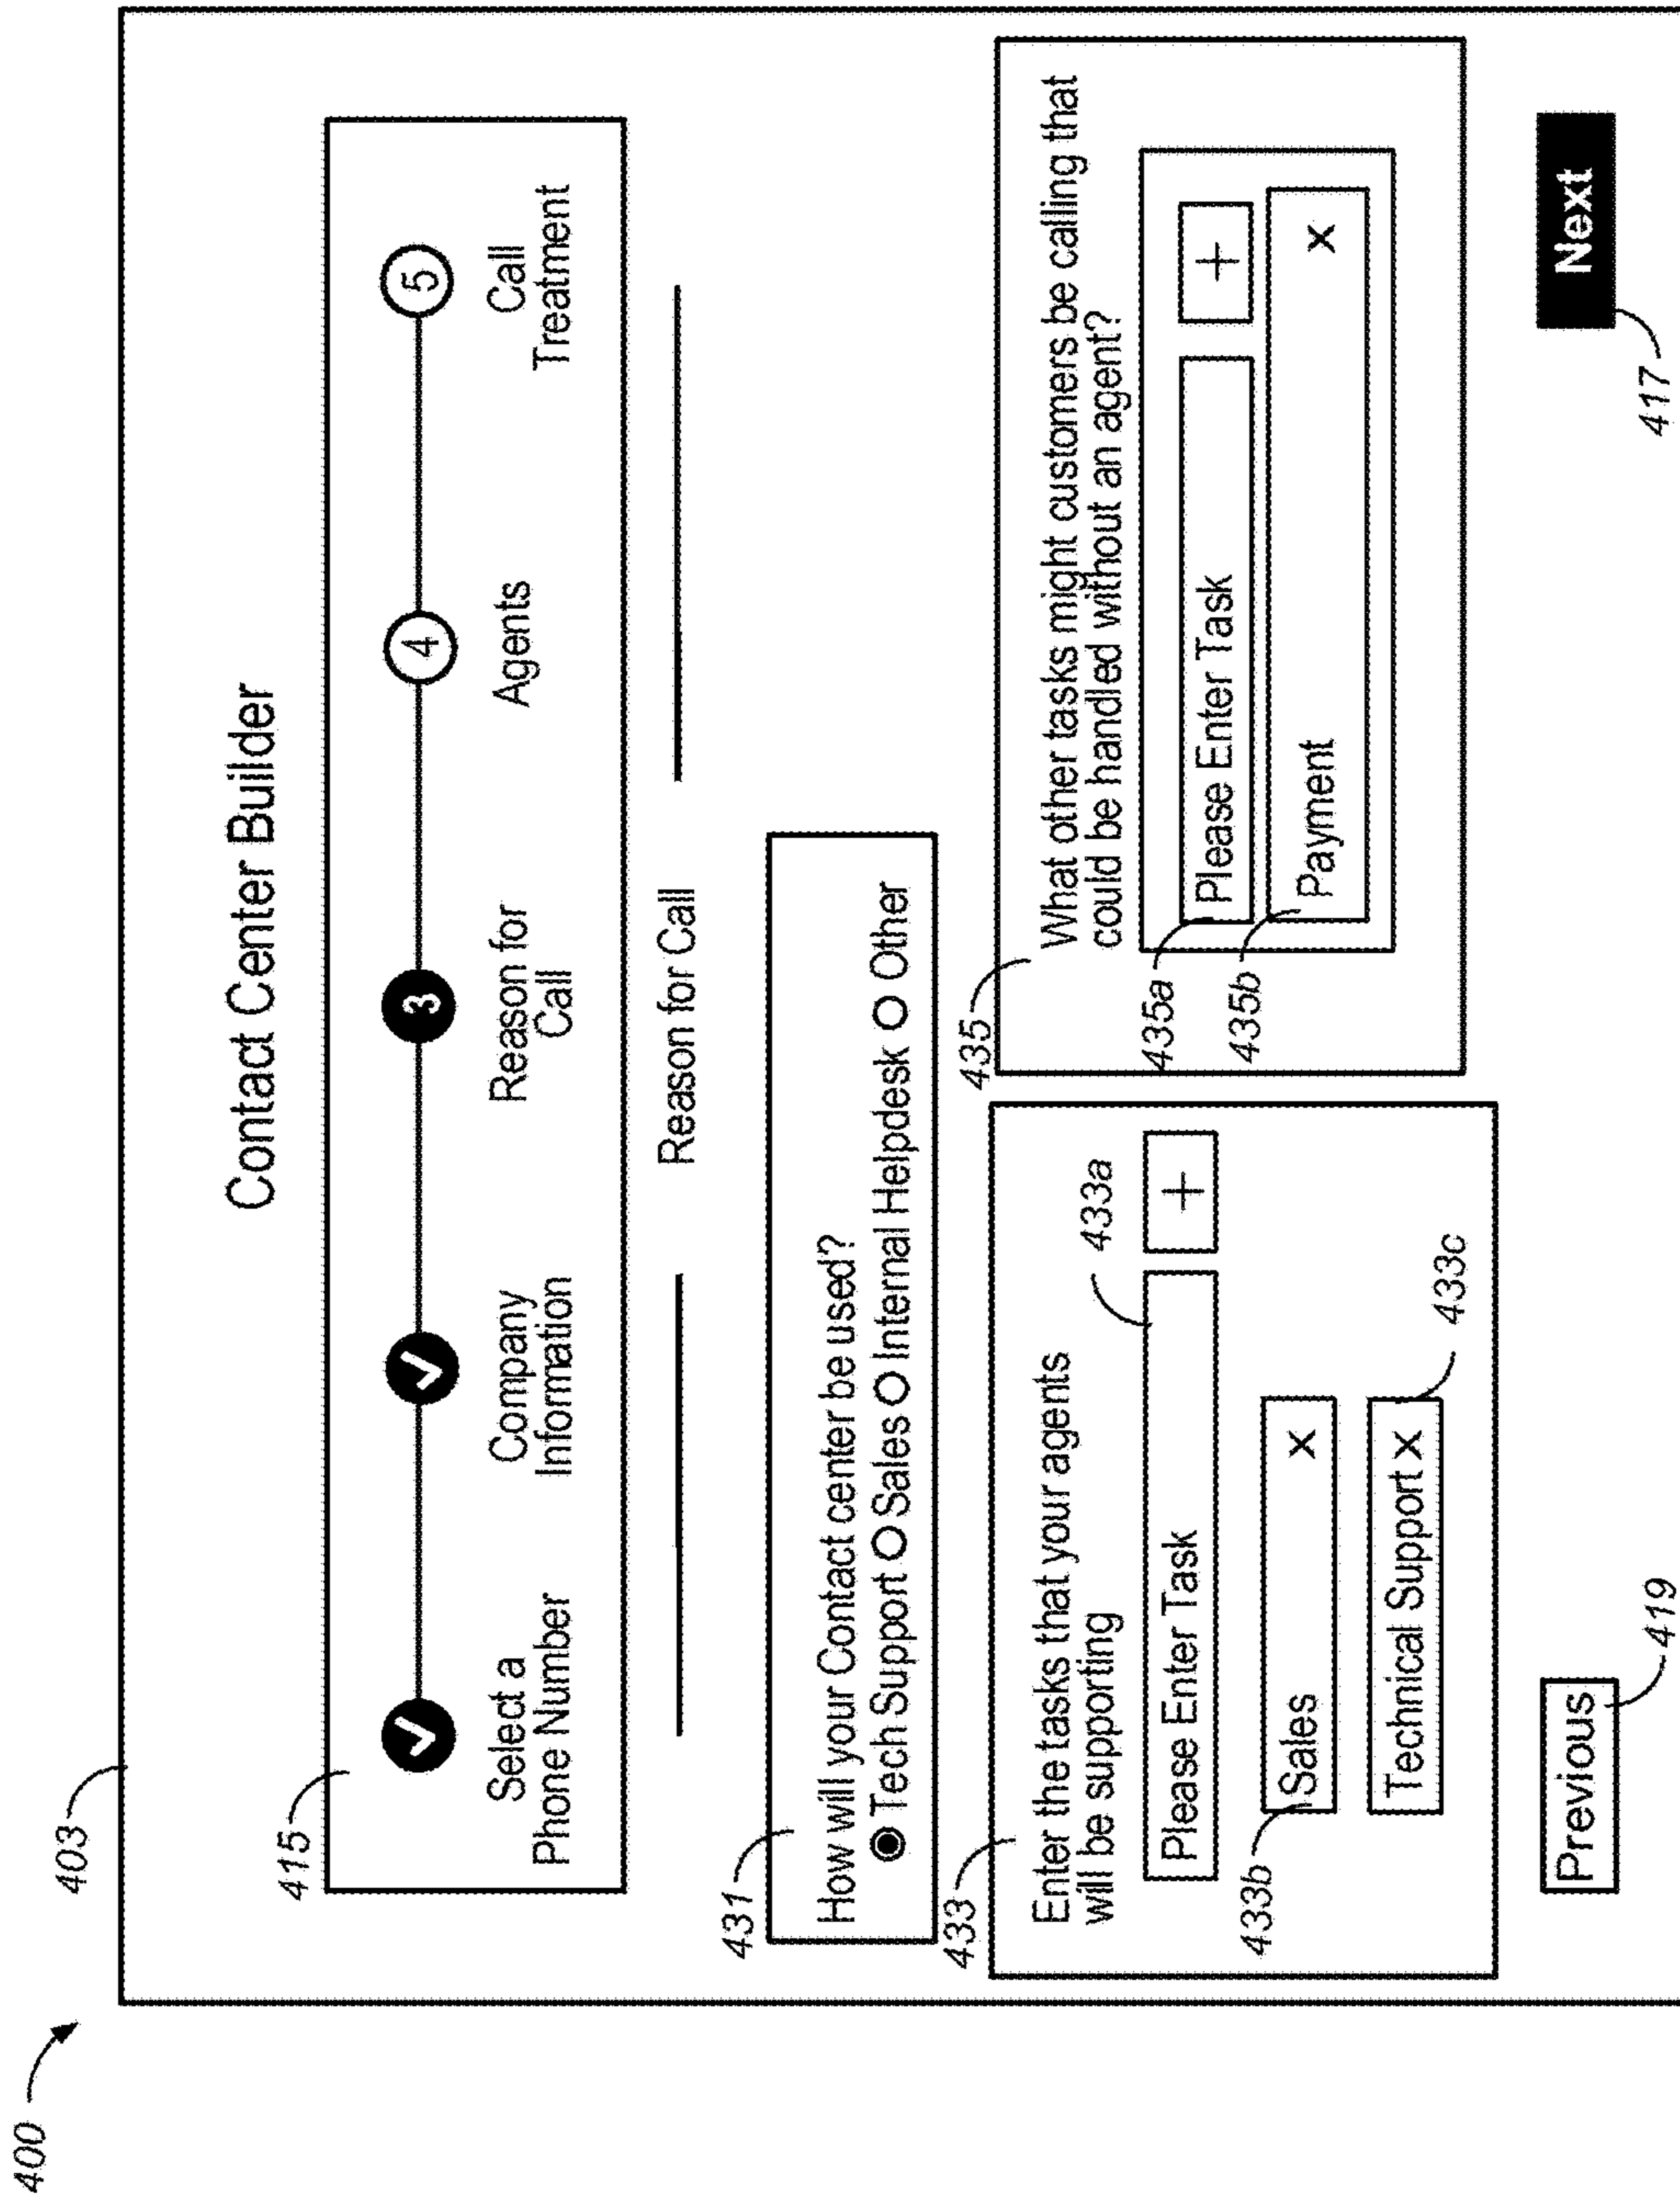 400
403
Contact Center Builder
415
3
4
5
Select a
Phone Number
Company
Information
Reason for
Call
Agents
Call
Treatment
Reason for Call
431
How will your Contact center be used?
Tech Support Sales Internal Helpdesk Other
433
Enter the tasks that your agents
will be supporting
433a
Please Enter Task +
433b
Sales X
Technical Support X
433c
435
What other tasks might customers be calling that
could be handled without an agent?
435a
Please Enter Task +
435b
Payment X
Previous
419
Next
417